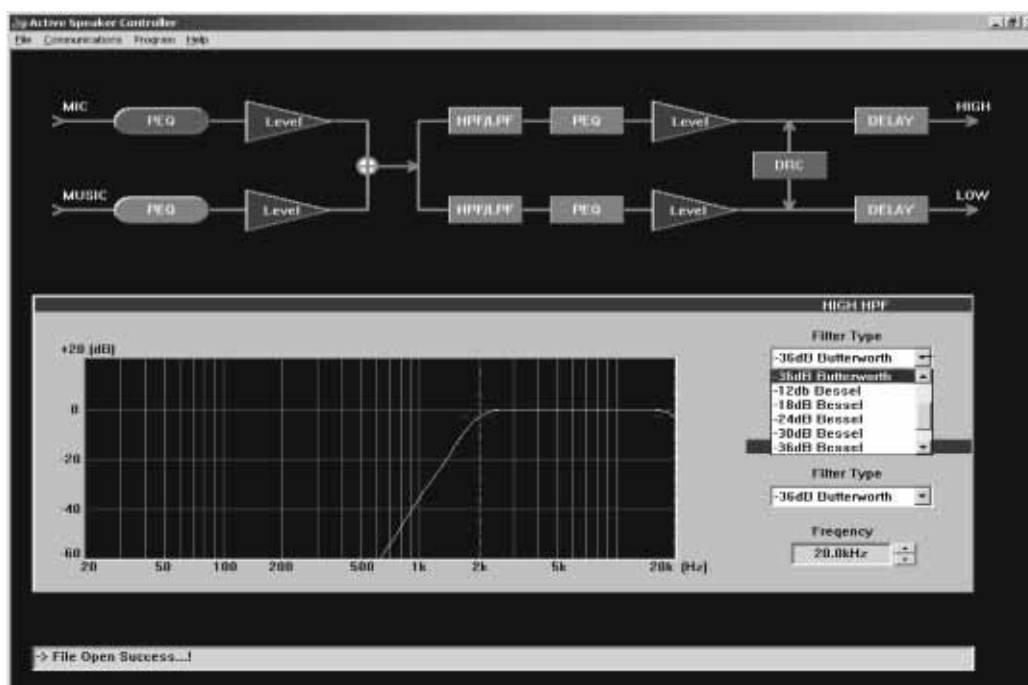 Active Speaker Controller
File Communications Program Help
MIC PEQ Level HPF/LPF PEQ Level DELAY HIGH
DRC
MUSIC PEQ Level HPF/LPF PEQ Level DELAY LOW
HIGH HPF
Filter Type
-36dB Butterworth
-36dB Butterworth
-12db Bessel
-18dB Bessel
-24dB Bessel
-30dB Bessel
-36dB Bessel
Filter Type
-36dB Butterworth
Freqency
20.0kHz
+20 (dB)
0
-20
-40
-60
20 50 100 200 500 1k 2k 5k 20k (Hz)
-> File Open Success...!